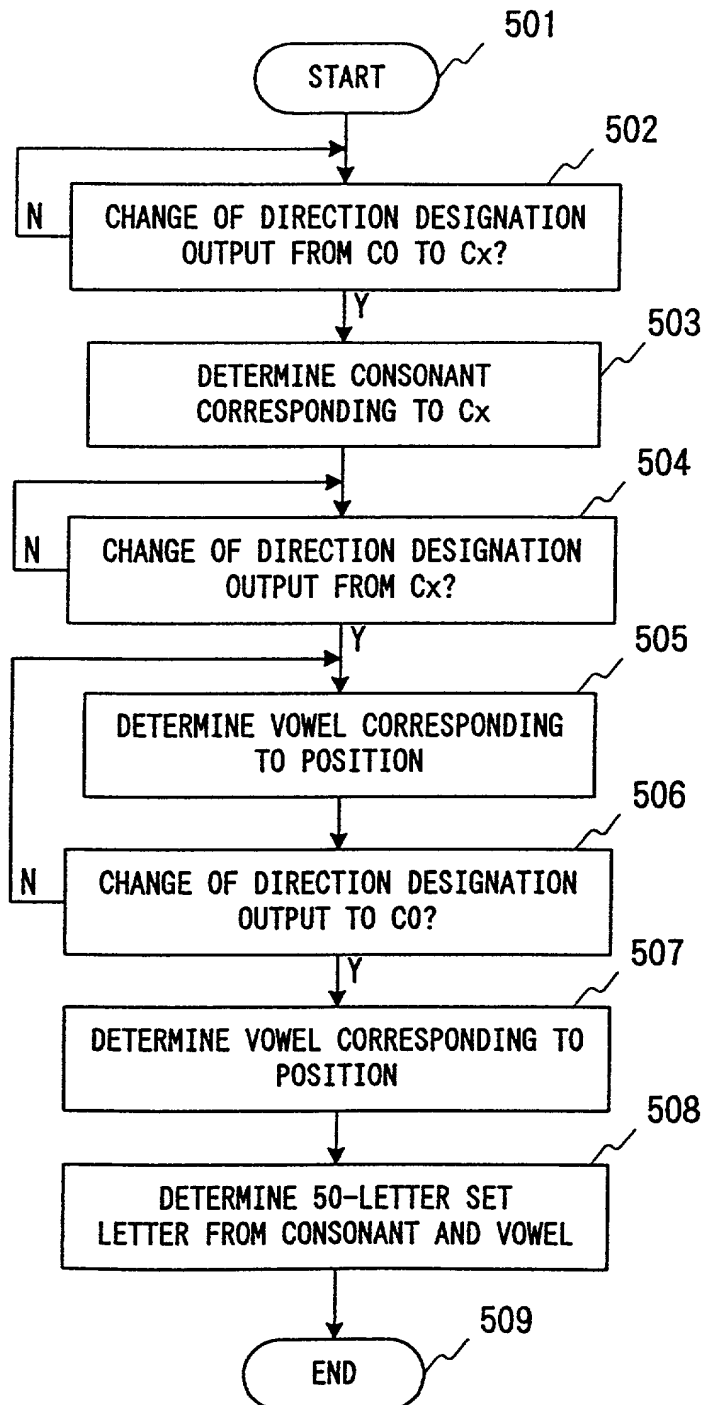 501
START
502
N
CHANGE OF DIRECTION DESIGNATION
OUTPUT FROM C0 TO Cx?
Y
503
DETERMINE CONSONANT
CORRESPONDING TO Cx
504
N
CHANGE OF DIRECTION DESIGNATION
OUTPUT FROM Cx?
Y
505
DETERMINE VOWEL CORRESPONDING
TO POSITION
506
N
CHANGE OF DIRECTION DESIGNATION
OUTPUT TO C0?
Y
507
DETERMINE VOWEL CORRESPONDING TO
POSITION
508
DETERMINE 50-LETTER SET
LETTER FROM CONSONANT AND VOWEL
509
END